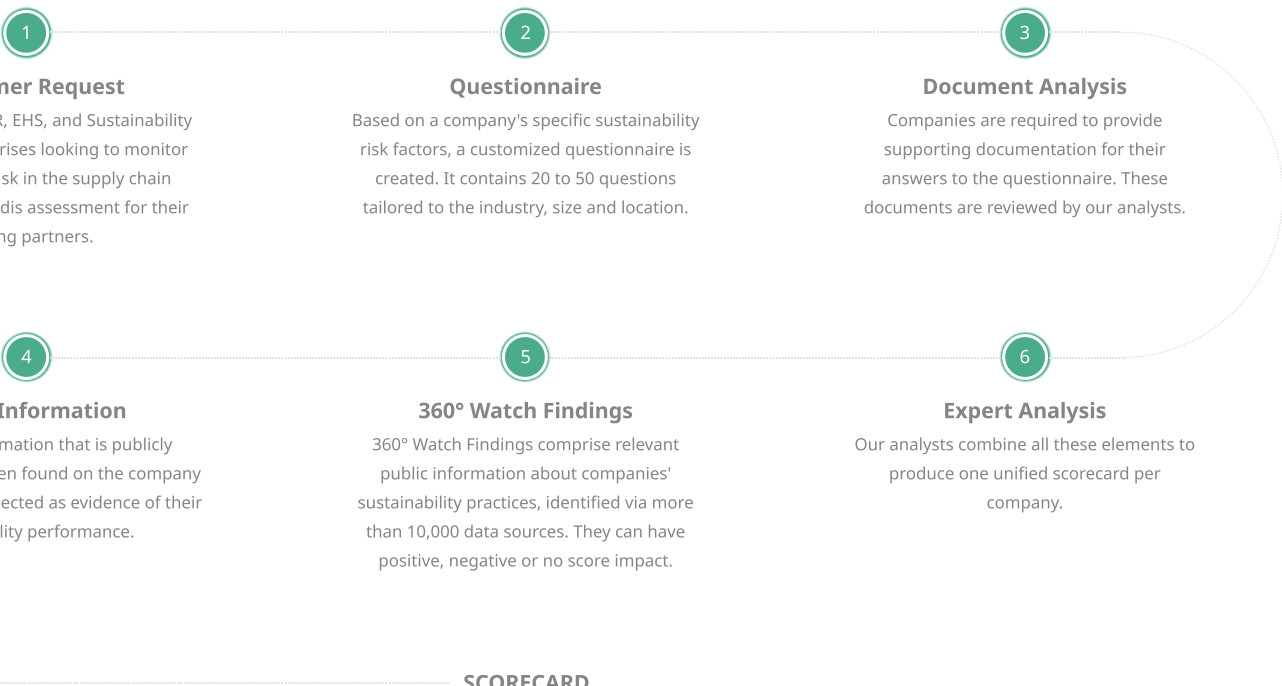 1
2
3
mer Request
R, EHS, and Sustainability
rises looking to monitor
sk in the supply chain
dis assessment for their
ng partners.
Questionnaire
Based on a company's specific sustainability
risk factors, a customized questionnaire is
created. It contains 20 to 50 questions
tailored to the industry, size and location.
Document Analysis
Companies are required to provide
supporting documentation for their
answers to the questionnaire. These
documents are reviewed by our analysts.
4
5
6
Information
mation that is publicly
en found on the company
lected as evidence of their
lity performance.
360° Watch Findings
360° Watch Findings comprise relevant
public information about companies'
sustainability practices, identified via more
than 10,000 data sources. They can have
positive, negative or no score impact.
Expert Analysis
Our analysts combine all these elements to
produce one unified scorecard per
company.
SCORECARD